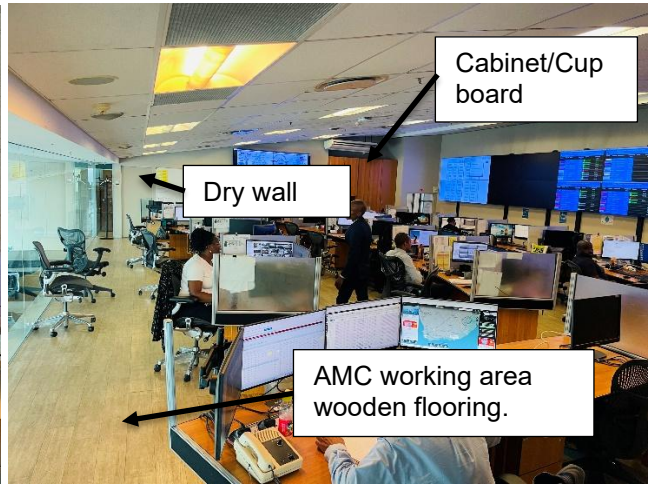 Cabinet/Cup
board
Dry wall
AMC working area
wooden flooring.